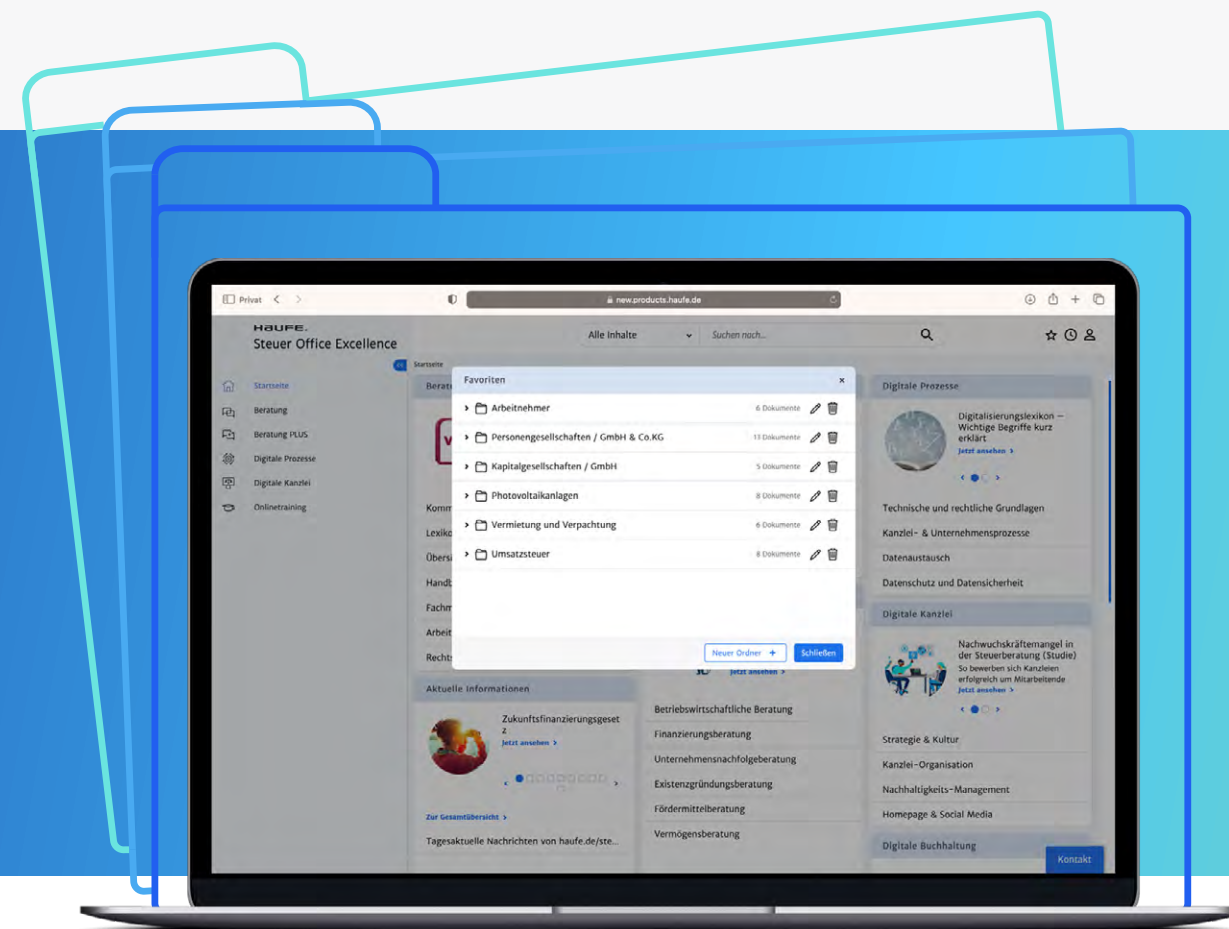 Privat
new.products.haufe.de
HAUFE.
Steuer Office Excellence
Alle Inhalte
Suchen nach...
Startseite
Startseite
Beratung
Beratung PLUS
Digitale Prozesse
Digitale Kanzlei
Onlinetraining
Favoriten
Arbeitnehmer
6 Dokumente
Personengesellschaften / GmbH & Co.KG
13 Dokumente
Kapitalgesellschaften / GmbH
5 Dokumente
Photovoltaikanlagen
8 Dokumente
Vermietung und Verpachtung
6 Dokumente
Umsatzsteuer
8 Dokumente
Neuer Ordner +
Schließen
Aktuelle Informationen
Zukunftsfinanzierungsgeset
z
Jetzt ansehen
Zur Gesamtübersicht
Tagesaktuelle Nachrichten von haufe.de/ste...
Jetzt ansehen
Betriebswirtschaftliche Beratung
Finanzierungsberatung
Unternehmensnachfolgeberatung
Existenzgründungsberatung
Fördermittelberatung
Vermögensberatung
Digitale Prozesse
Digitalisierungslexikon –
Wichtige Begriffe kurz
erklärt
Jetzt ansehen
Technische und rechtliche Grundlagen
Kanzlei- & Unternehmensprozesse
Datenaustausch
Datenschutz und Datensicherheit
Digitale Kanzlei
Nachwuchskräftemangel in
der Steuerberatung (Studie)
So bewerben sich Kanzleien
erfolgreich um Mitarbeitende
Jetzt ansehen
Strategie & Kultur
Kanzlei-Organisation
Nachhaltigkeits-Management
Homepage & Social Media
Digitale Buchhaltung
Kontakt